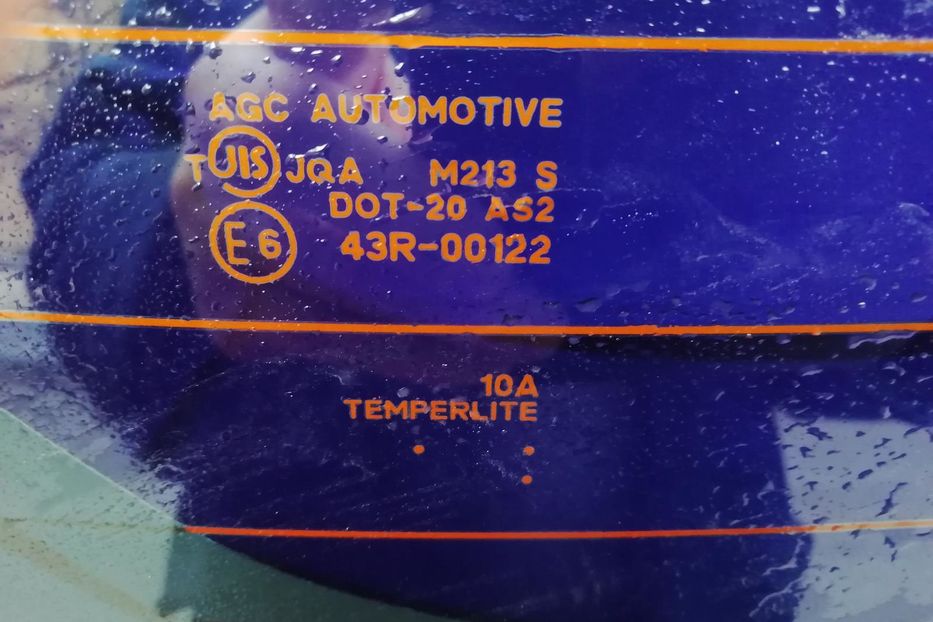 AGC AUTOMOTIVE
T JIS JQA M213 S
DOT-20 AS2
E6 43R-00122
10A
TEMPERLITE